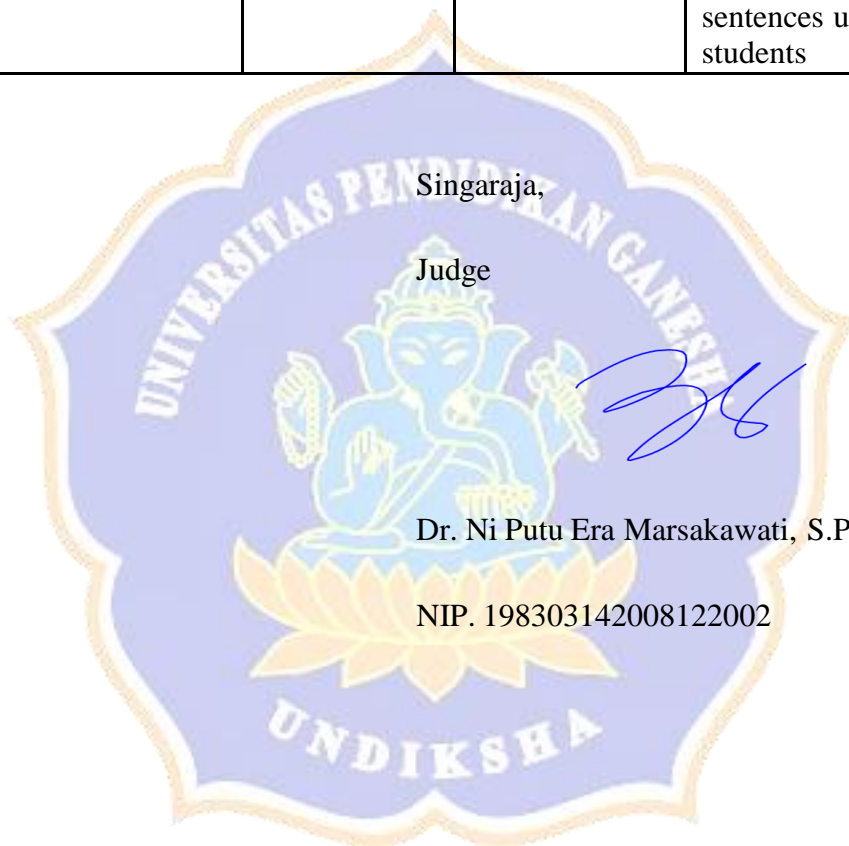 sentences u
students
Singaraja,
Judge
Dr. Ni Putu Era Marsakawati, S.P
NIP. 198303142008122002
UNIVERSITAS PENDIDIKAN GANESHA
UNDIKSHA